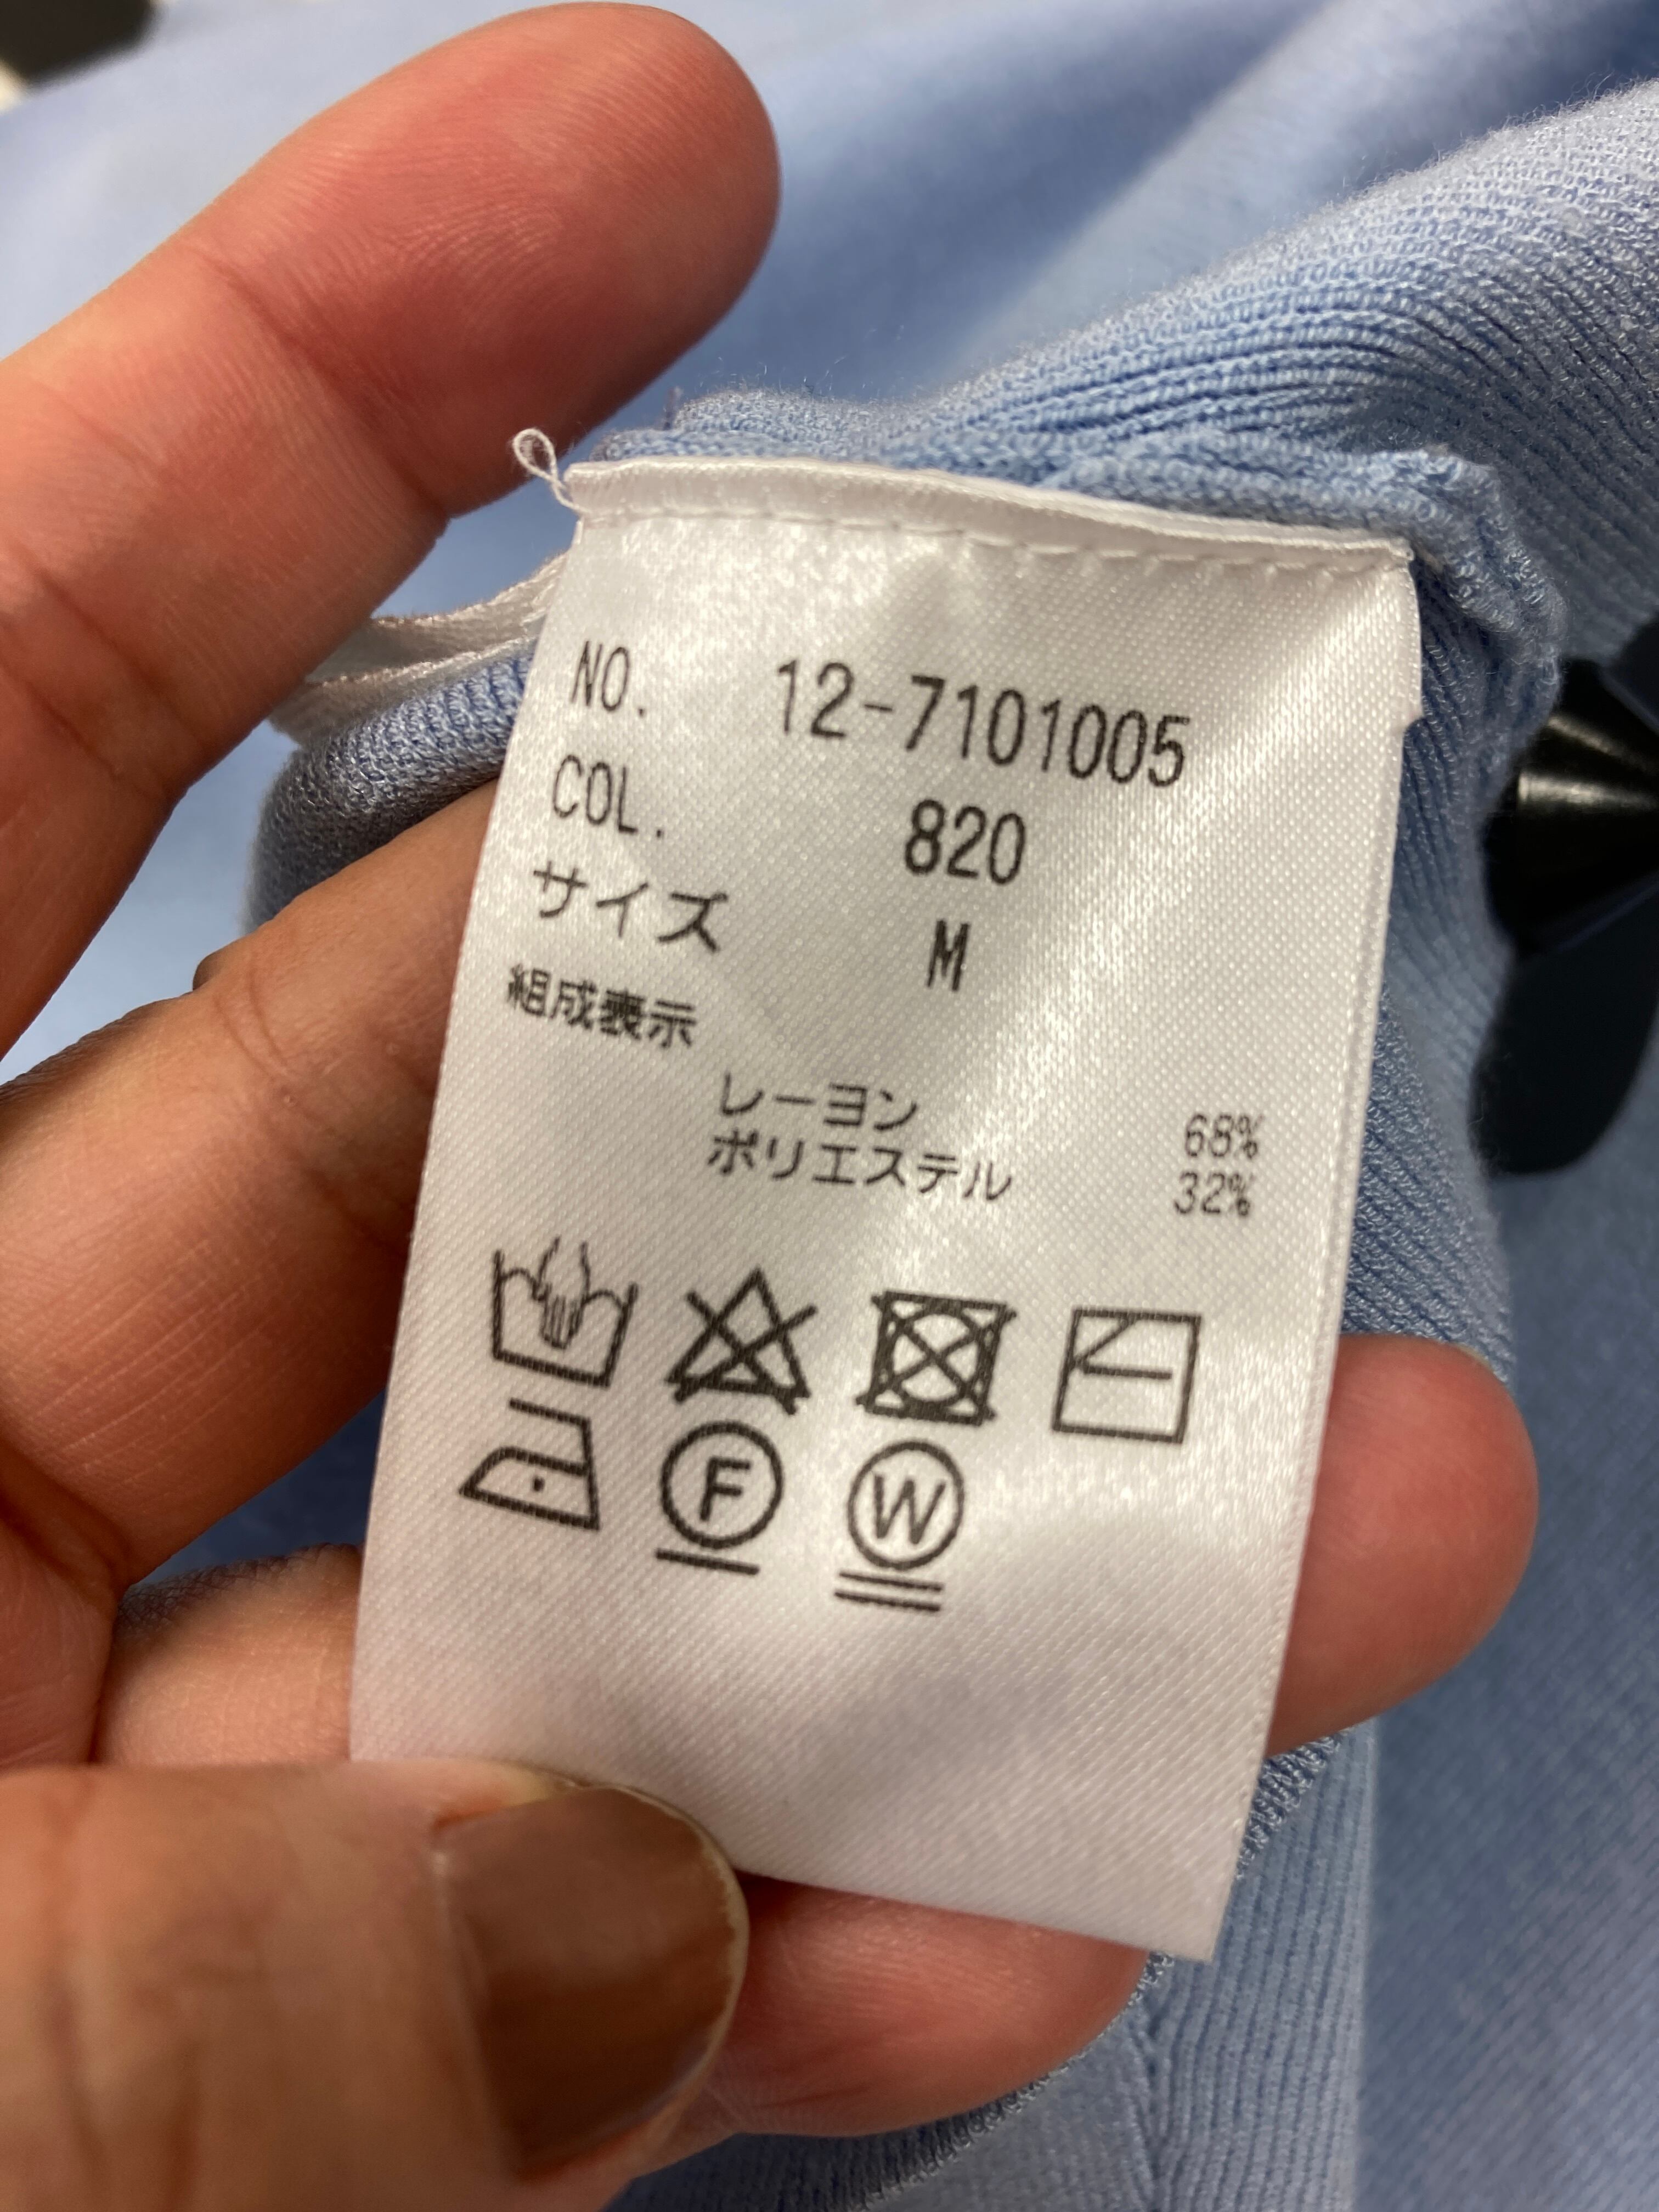 NO. 12-7101005
COL. 820
サイズ M
組成表示
レーヨン 68%
ポリエステル 32%
F
W